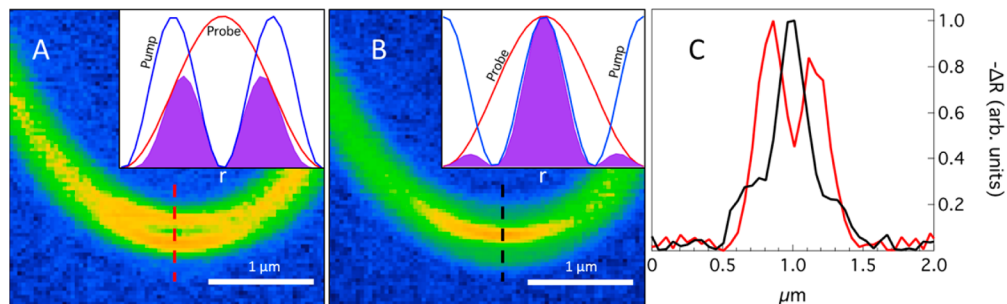 A
Pump
Probe
r
1 μm
B
Probe
Pump
r
1 μm
C
1.0
0.8
0.6
0.4
0.2
-ΔR (arb. units)
0
0.5
1.0
1.5
2.0
μm